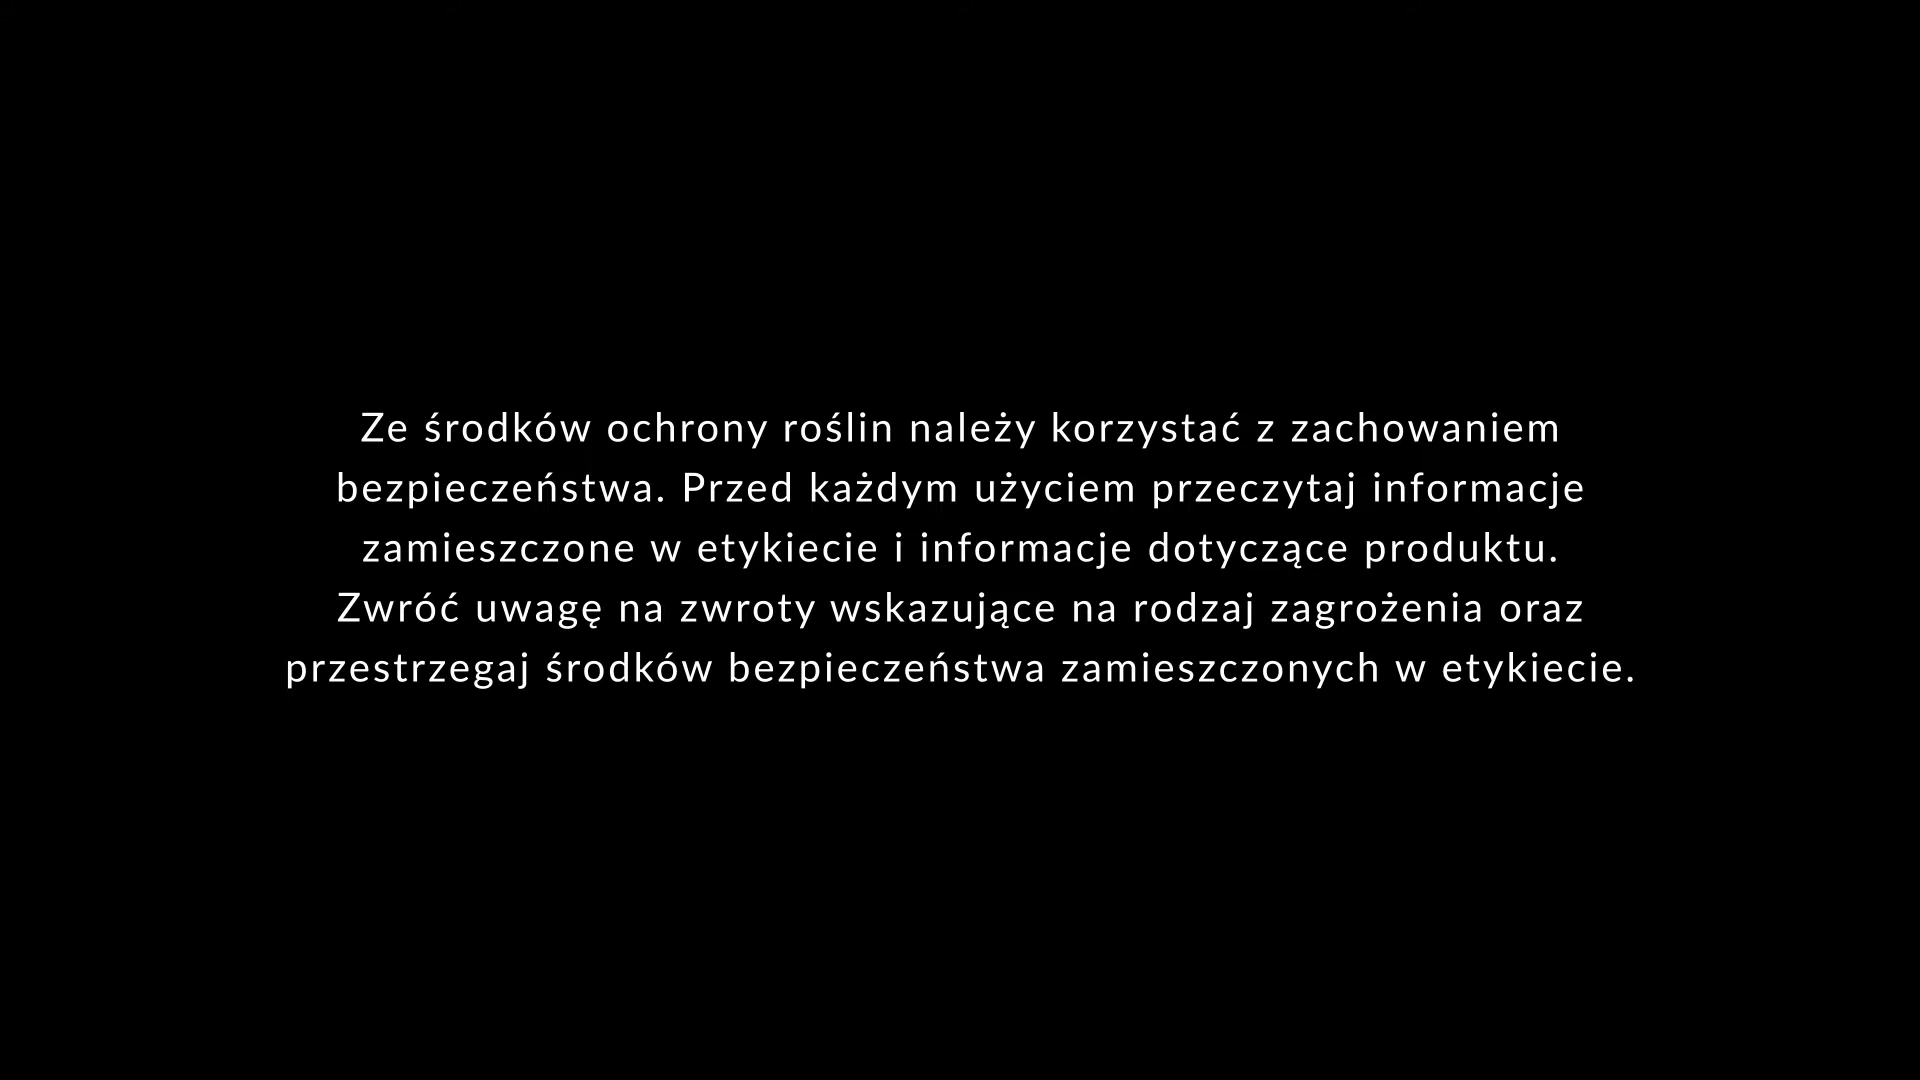 Ze środków ochrony roślin należy korzystać z zachowaniem
bezpieczeństwa. Przed każdym użyciem przeczytaj informacje
zamieszczone w etykiecie i informacje dotyczące produktu.
Zwróć uwagę na zwroty wskazujące na rodzaj zagrożenia oraz
przestrzegaj środków bezpieczeństwa zamieszczonych w etykiecie.